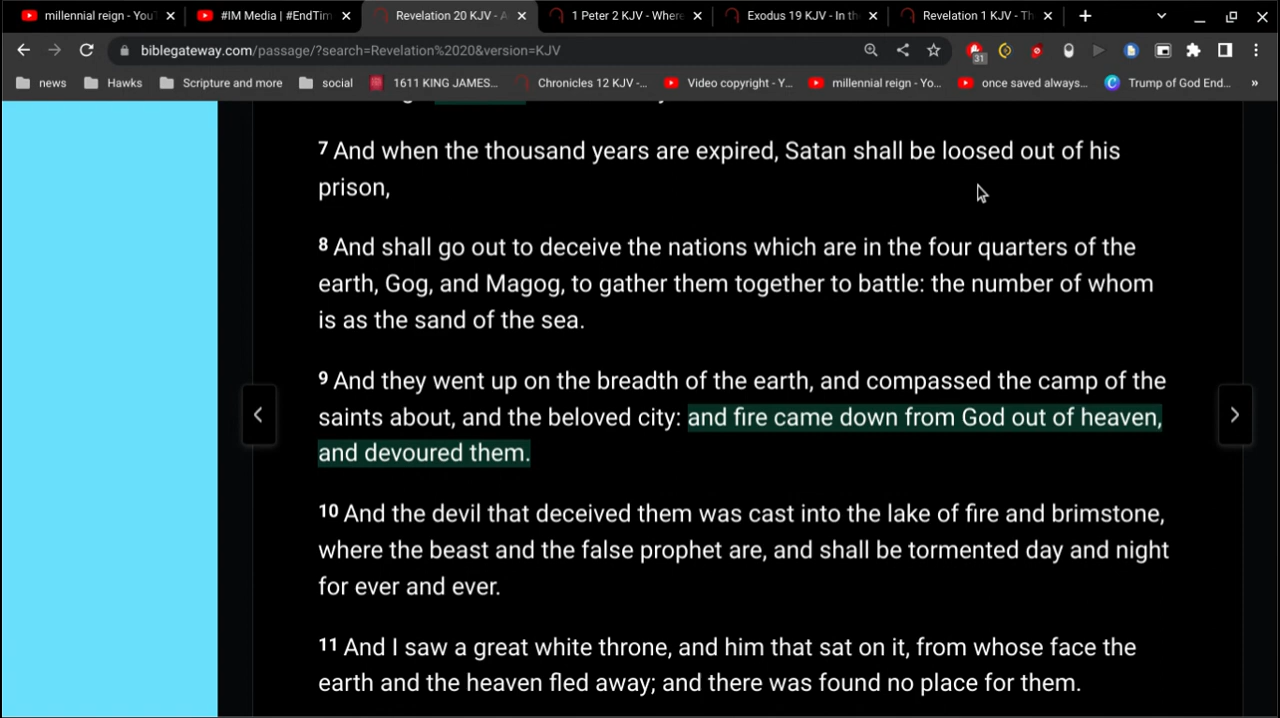 millennial reign - You
#IM Media | #EndTim
Revelation 20 KJV - A
1 Peter 2 KJV - Where
Exodus 19 KJV - In th
Revelation 1 KJV - Th
biblegateway.com/passage/?search=Revelation%2020&version=KJV
31
news
Hawks
Scripture and more
social
1611 KING JAMES...
Chronicles 12 KJV -...
Video copyright - Y...
millennial reign - Yo...
once saved always...
Trump of God End...
»
7 And when the thousand years are expired, Satan shall be loosed out of his
prison,
8 And shall go out to deceive the nations which are in the four quarters of the
earth, Gog, and Magog, to gather them together to battle: the number of whom
is as the sand of the sea.
9 And they went up on the breadth of the earth, and compassed the camp of the
saints about, and the beloved city: and fire came down from God out of heaven,
and devoured them.
10 And the devil that deceived them was cast into the lake of fire and brimstone,
where the beast and the false prophet are, and shall be tormented day and night
for ever and ever.
11 And I saw a great white throne, and him that sat on it, from whose face the
earth and the heaven fled away; and there was found no place for them.